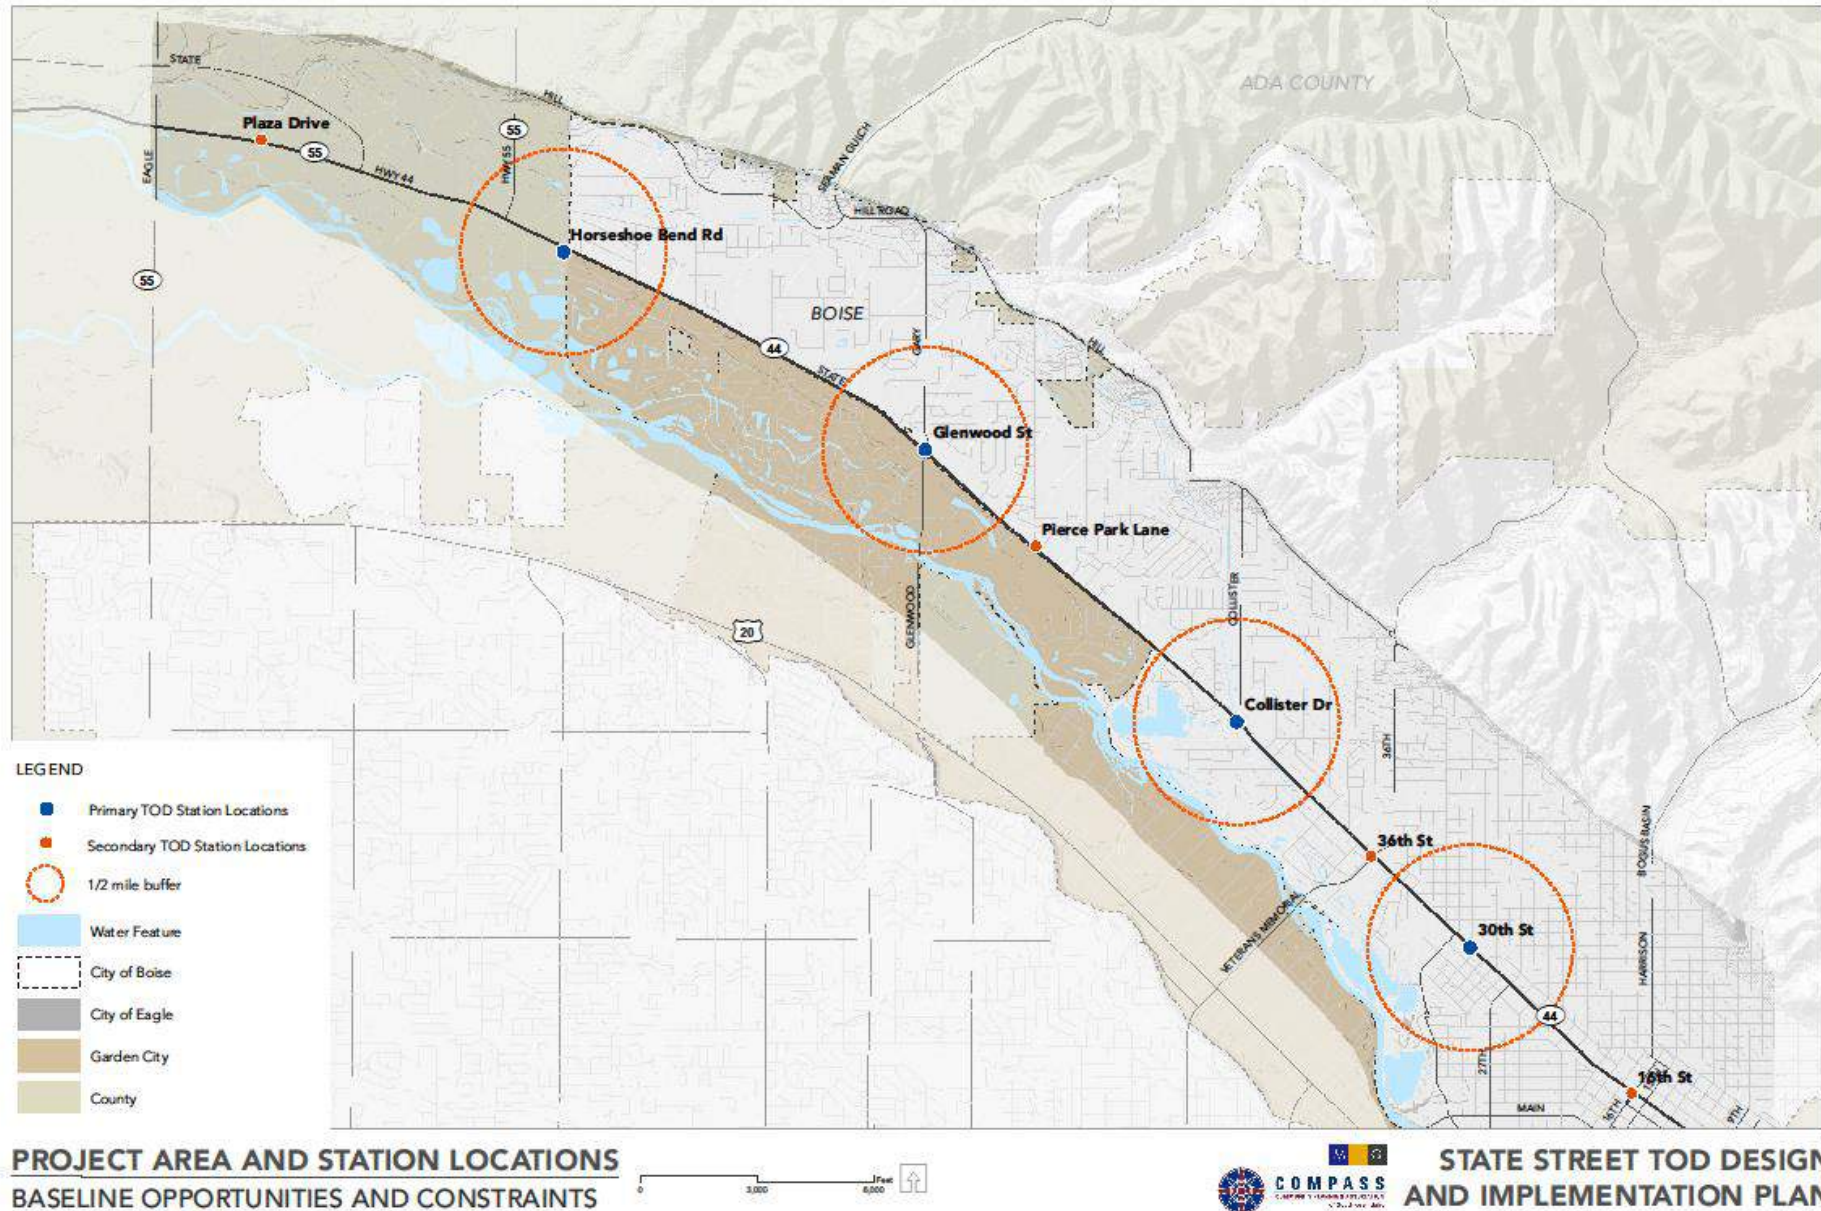 ADA COUNTY
STATE
HILL
Plaza Drive
55
55
EAGLE
HWY 44
HWY 55
SEAMAN GULCH
HILL ROAD
Horseshoe Bend Rd
55
BOISE
GARY
44
HILL
STATE
Glenwood St
Pierce Park Lane
COLLISTER
GLENWOOD
20
Collister Dr
36TH
36th St
BOGUS BASIN
VETERANS MEMORIAL
30th St
HARRISON
44
27TH
16th St
MAIN
16TH
9TH
LEGEND
Primary TOD Station Locations
Secondary TOD Station Locations
1/2 mile buffer
Water Feature
City of Boise
City of Eagle
Garden City
County
PROJECT AREA AND STATION LOCATIONS
BASELINE OPPORTUNITIES AND CONSTRAINTS
0 3,000 6,000 Feet
COMPASS
STATE STREET TOD DESIGN
AND IMPLEMENTATION PLAN